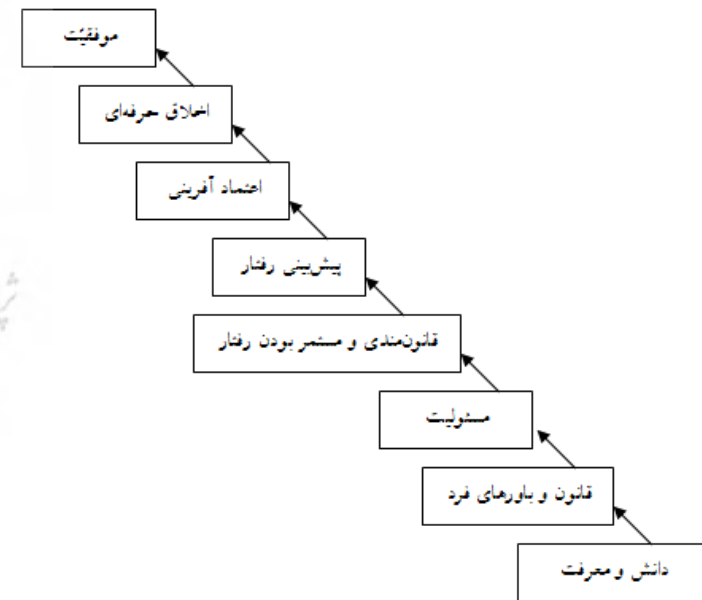 موفقیّت
اخلاق حرفه‌ای
اعتماد آفرینی
پیش‌بینی رفتار
قانون‌مندی و مستمر بودن رفتار
مسئولیت
قانون و باورهای فرد
دانش و معرفت